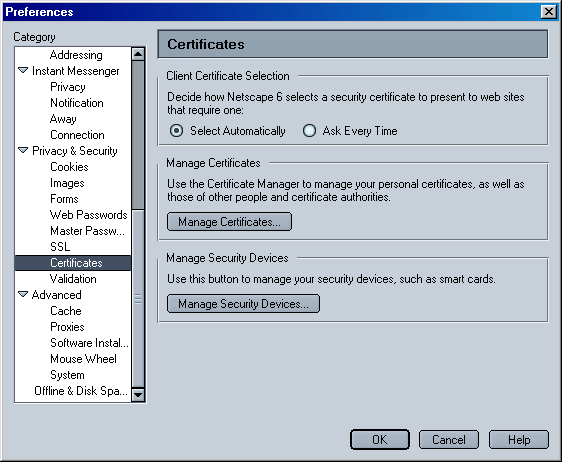 Preferences
Category
Addressing
Instant Messenger
Privacy
Notification
Away
Connection
Privacy & Security
Cookies
Images
Forms
Web Passwords
Master Passw...
SSL
Certificates
Validation
Advanced
Cache
Proxies
Software Instal...
Mouse Wheel
System
Offline & Disk Spa...
Certificates
Client Certificate Selection
Decide how Netscape 6 selects a security certificate to present to web sites
that require one:
Select Automatically
Ask Every Time
Manage Certificates
Use the Certificate Manager to manage your personal certificates, as well as
those of other people and certificate authorities.
Manage Certificates...
Manage Security Devices
Use this button to manage your security devices, such as smart cards.
Manage Security Devices...
OK
Cancel
Help